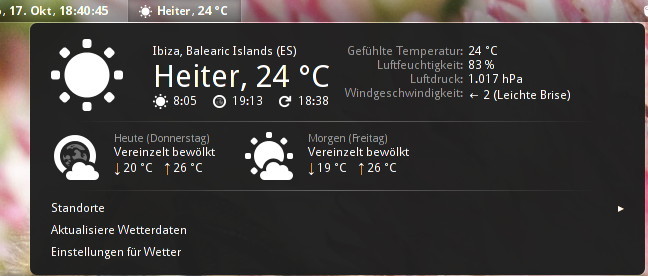 , 17. Okt, 18:40:45 Heiter, 24 °C
Ibiza, Balearic Islands (ES)
Heiter, 24 °C
8:05 19:13 18:38
Gefühlte Temperatur: 24 °C
Luftfeuchtigkeit: 83 %
Luftdruck: 1.017 hPa
Windgeschwindigkeit: ← 2 (Leichte Brise)
Heute (Donnerstag)
Vereinzelt bewölkt
↓ 20 °C ↑ 26 °C
Morgen (Freitag)
Vereinzelt bewölkt
↓ 19 °C ↑ 26 °C
Standorte
Aktualisiere Wetterdaten
Einstellungen für Wetter